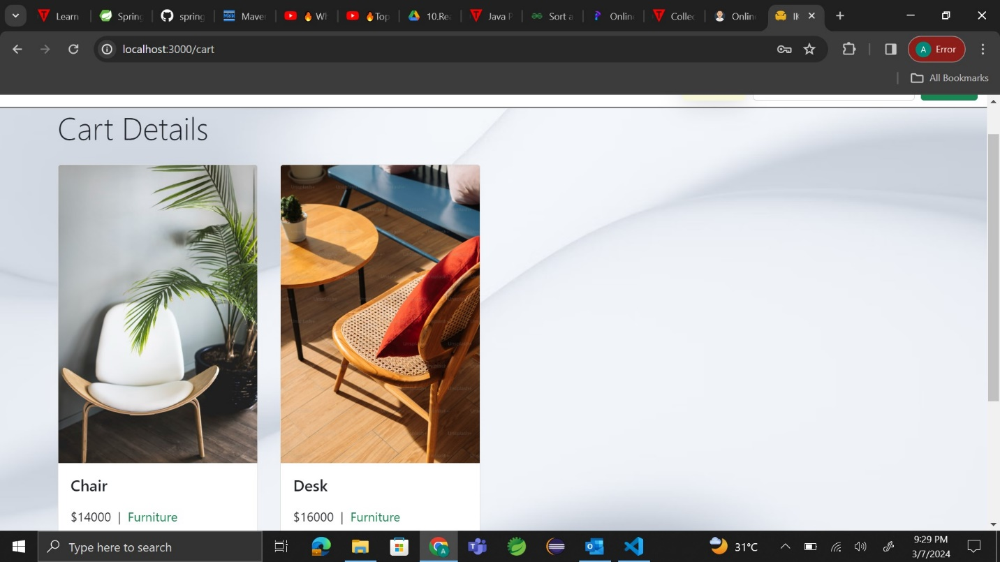 Learn
Spring
spring
Maven
🔥 Wh
🔥Top
10.Rea
Java P
Sort a
Onlin
Collec
Onlin
IK
localhost:3000/cart
A Error
All Bookmarks
Cart Details
Chair
Desk
$14000 | Furniture
$16000 | Furniture
Type here to search
31°C
9:29 PM
3/7/2024